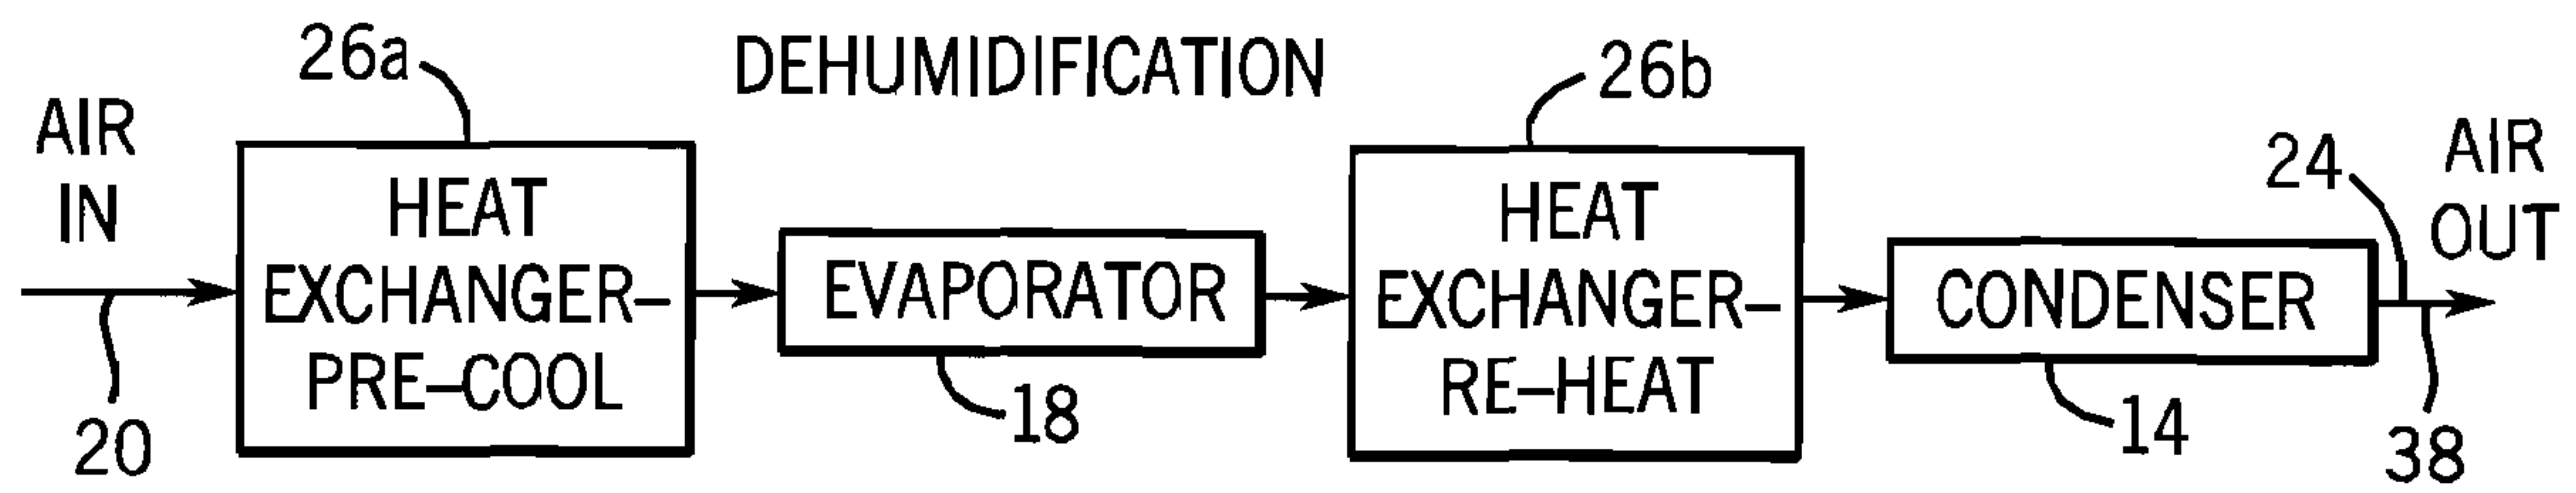 DEHUMIDIFICATION
AIR
IN
20
26a
HEAT
EXCHANGER–
PRE–COOL
EVAPORATOR
18
26b
HEAT
EXCHANGER–
RE–HEAT
CONDENSER
14
24
AIR
OUT
38